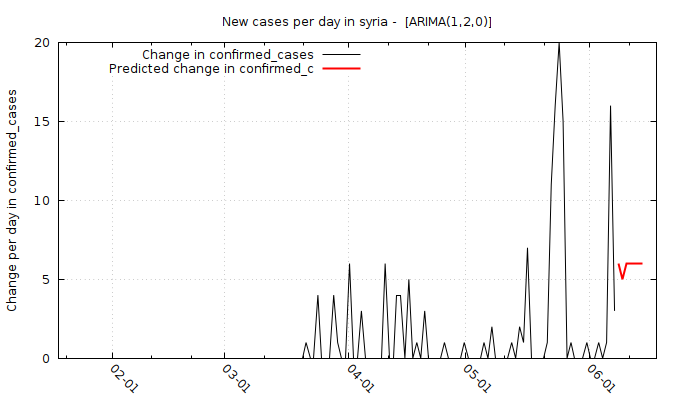 New cases per day in syria -  [ARIMA(1,2,0)]
Change in confirmed_cases
Predicted change in confirmed_c
Change per day in confirmed_cases
20
15
10
5
0
02-01
03-01
04-01
05-01
06-01